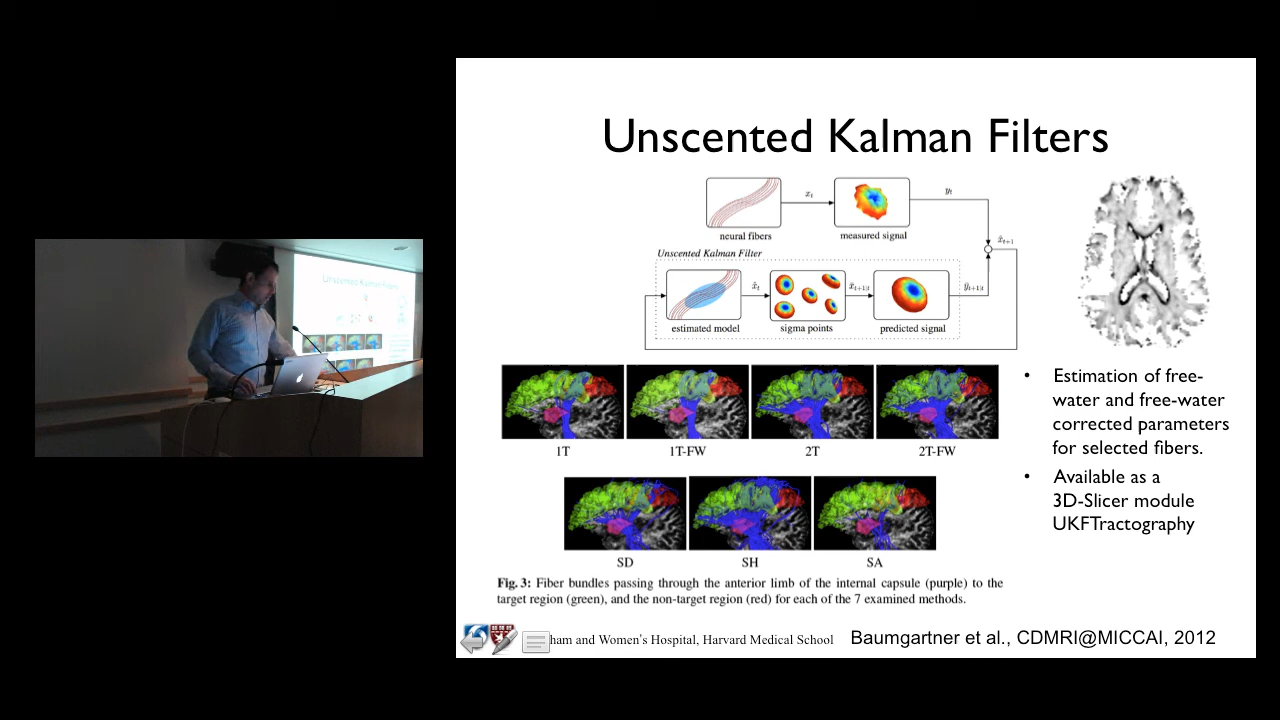 Unscented Kalman Filters
neural fibers
measured signal
Unscented Kalman Filter
estimated model
sigma points
predicted signal
1T
1T-FW
2T
2T-FW
SD
SH
SA
Fig. 3: Fiber bundles passing through the anterior limb of the internal capsule (purple) to the
target region (green), and the non-target region (red) for each of the 7 examined methods.
• Estimation of free-
water and free-water
corrected parameters
for selected fibers.
• Available as a
3D-Slicer module
UKFTractography
ham and Women's Hospital, Harvard Medical School
Baumgartner et al., CDMRI@MICCAI, 2012
Unscented Kalman Filters